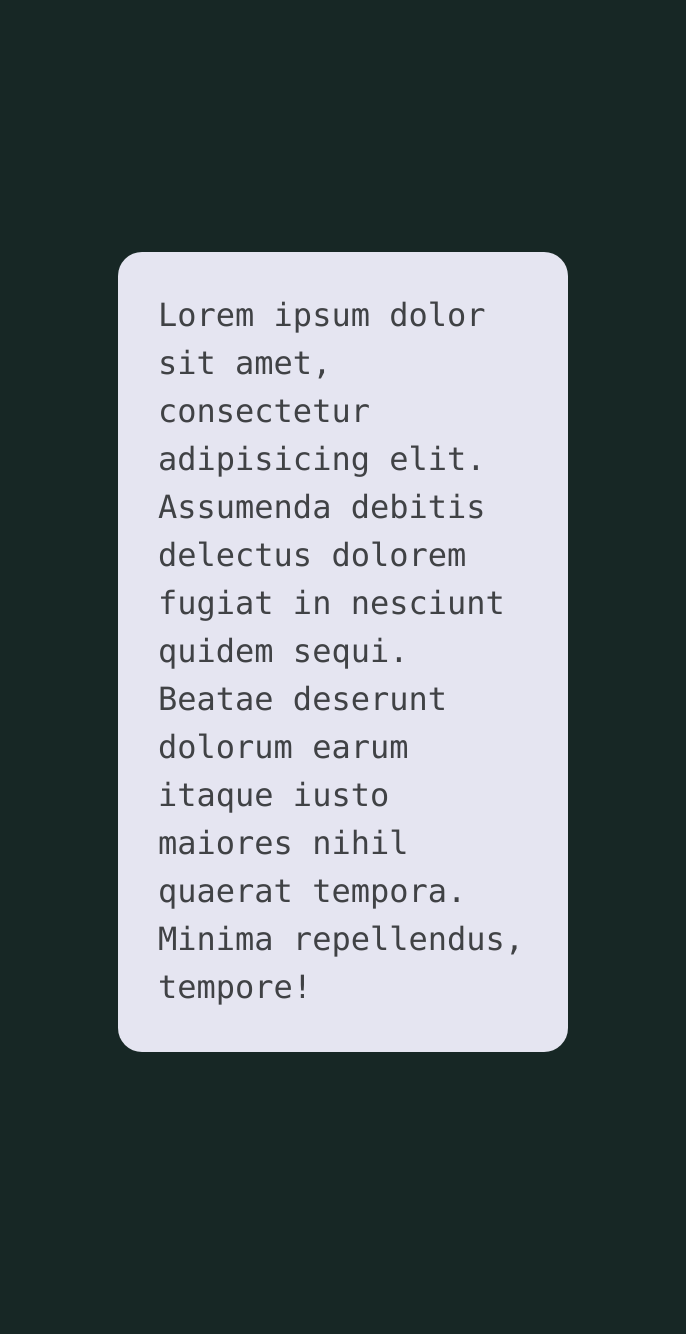 Lorem ipsum dolor
sit amet,
consectetur
adipisicing elit.
Assumenda debitis
delectus dolorem
fugiat in nesciunt
quidem sequi.
Beatae deserunt
dolorum earum
itaque iusto
maiores nihil
quaerat tempora.
Minima repellendus,
tempore!